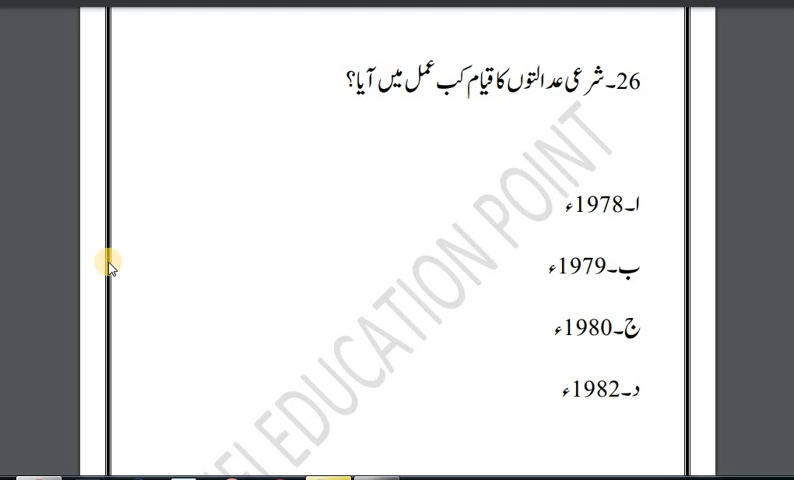 26۔شرعی عدالتوں کا قیام کب عمل میں آیا؟
ا۔1978ء
ب۔1979ء
ج۔1980ء
د۔1982ء
EDUCATION POINT